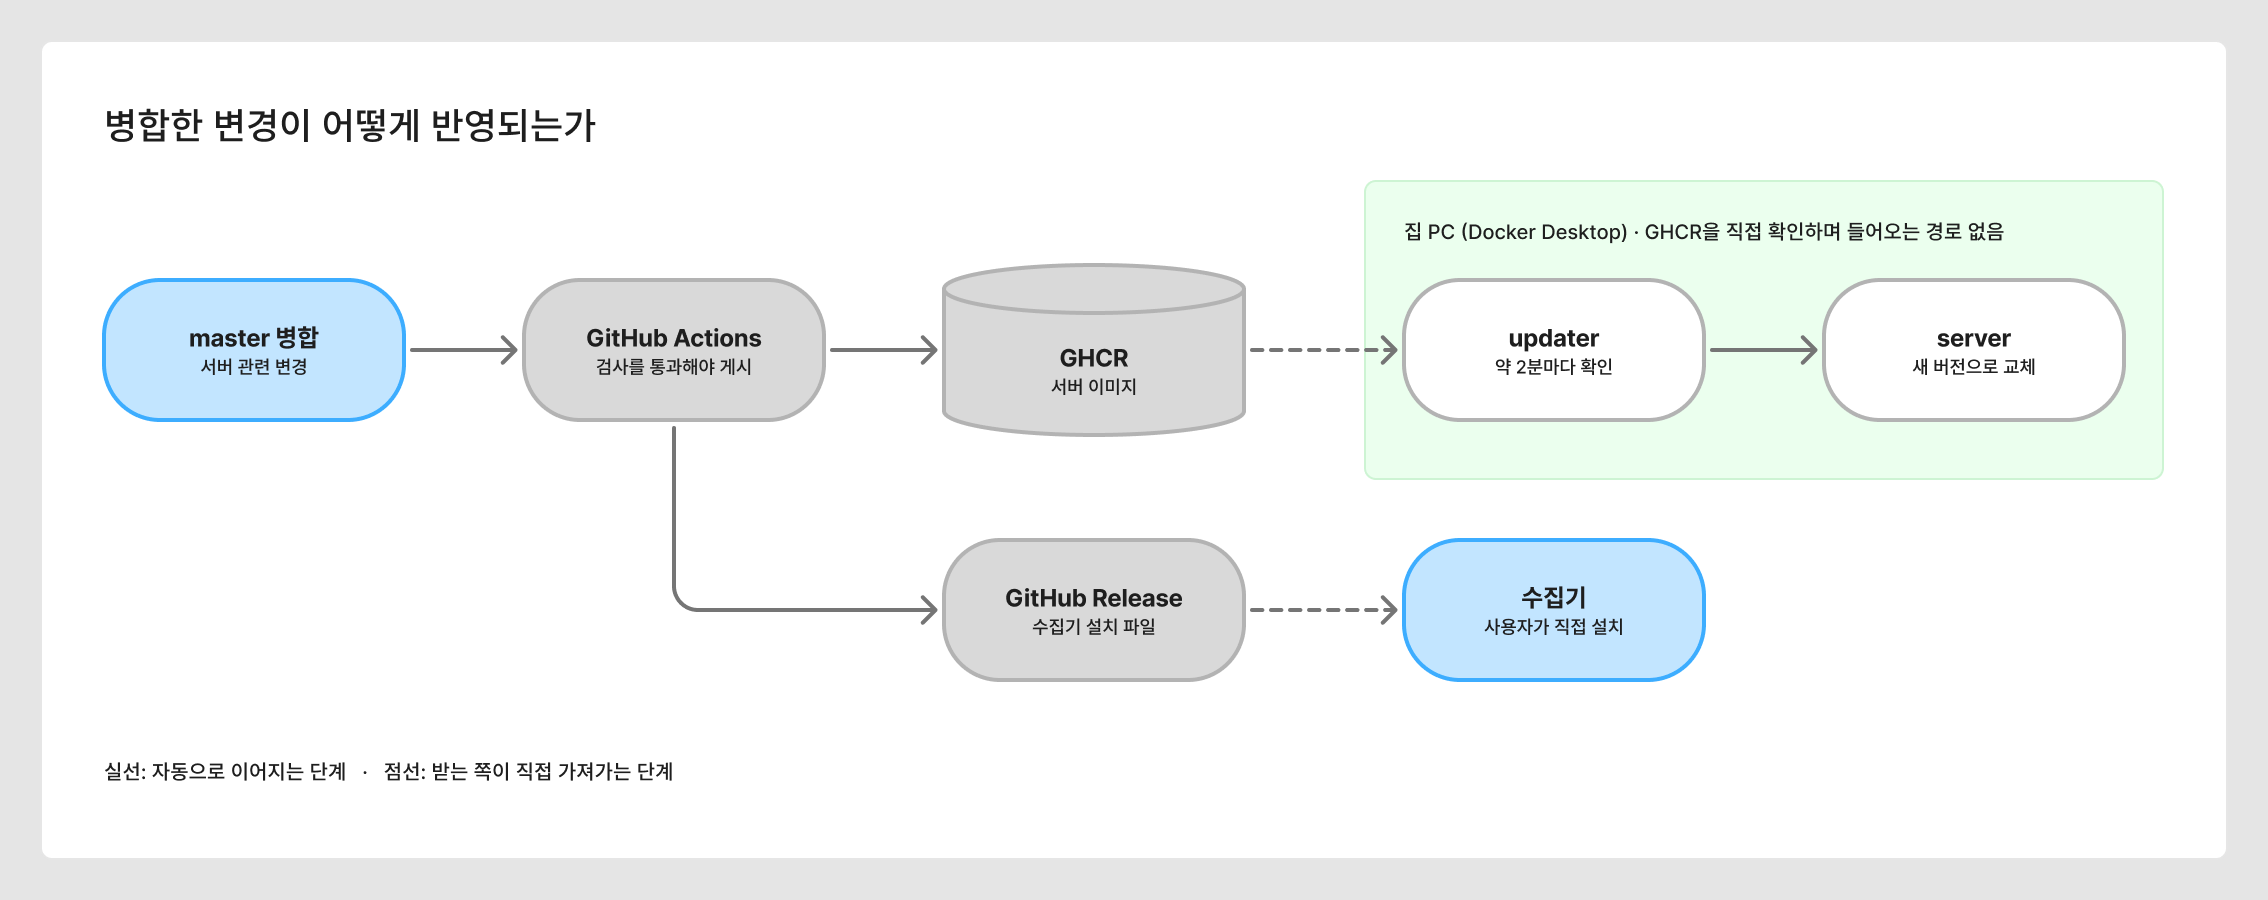 병합한 변경이 어떻게 반영되는가
집 PC (Docker Desktop) · GHCR을 직접 확인하며 들어오는 경로 없음
master 병합
서버 관련 변경
GitHub Actions
검사를 통과해야 게시
GHCR
서버 이미지
updater
약 2분마다 확인
server
새 버전으로 교체
GitHub Release
수집기 설치 파일
수집기
사용자가 직접 설치
실선: 자동으로 이어지는 단계 · 점선: 받는 쪽이 직접 가져가는 단계